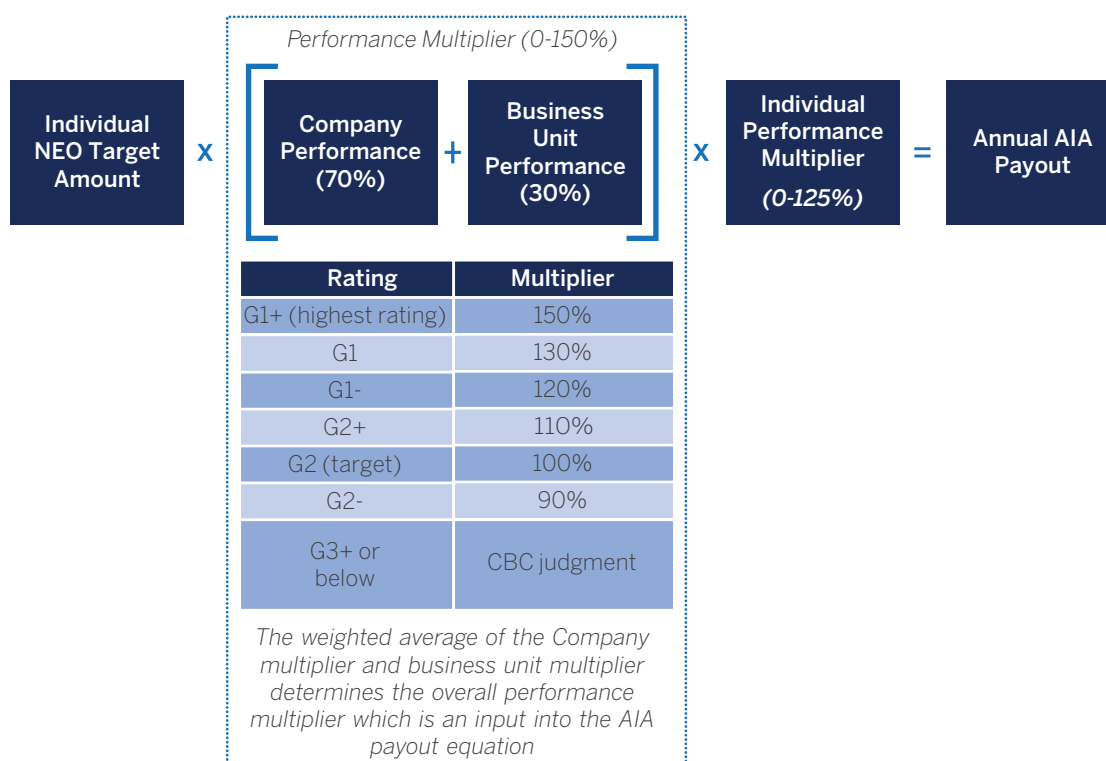 Performance Multiplier (0-150%)
Individual
NEO Target
Amount
x
[
Company
Performance
(70%)
+
Business
Unit
Performance
(30%)
]
x
Individual
Performance
Multiplier
(0-125%)
=
Annual AIA
Payout
Rating Multiplier
G1+ (highest rating) 150%
G1 130%
G1- 120%
G2+ 110%
G2 (target) 100%
G2- 90%
G3+ or
below
CBC judgment
The weighted average of the Company
multiplier and business unit multiplier
determines the overall performance
multiplier which is an input into the AIA
payout equation